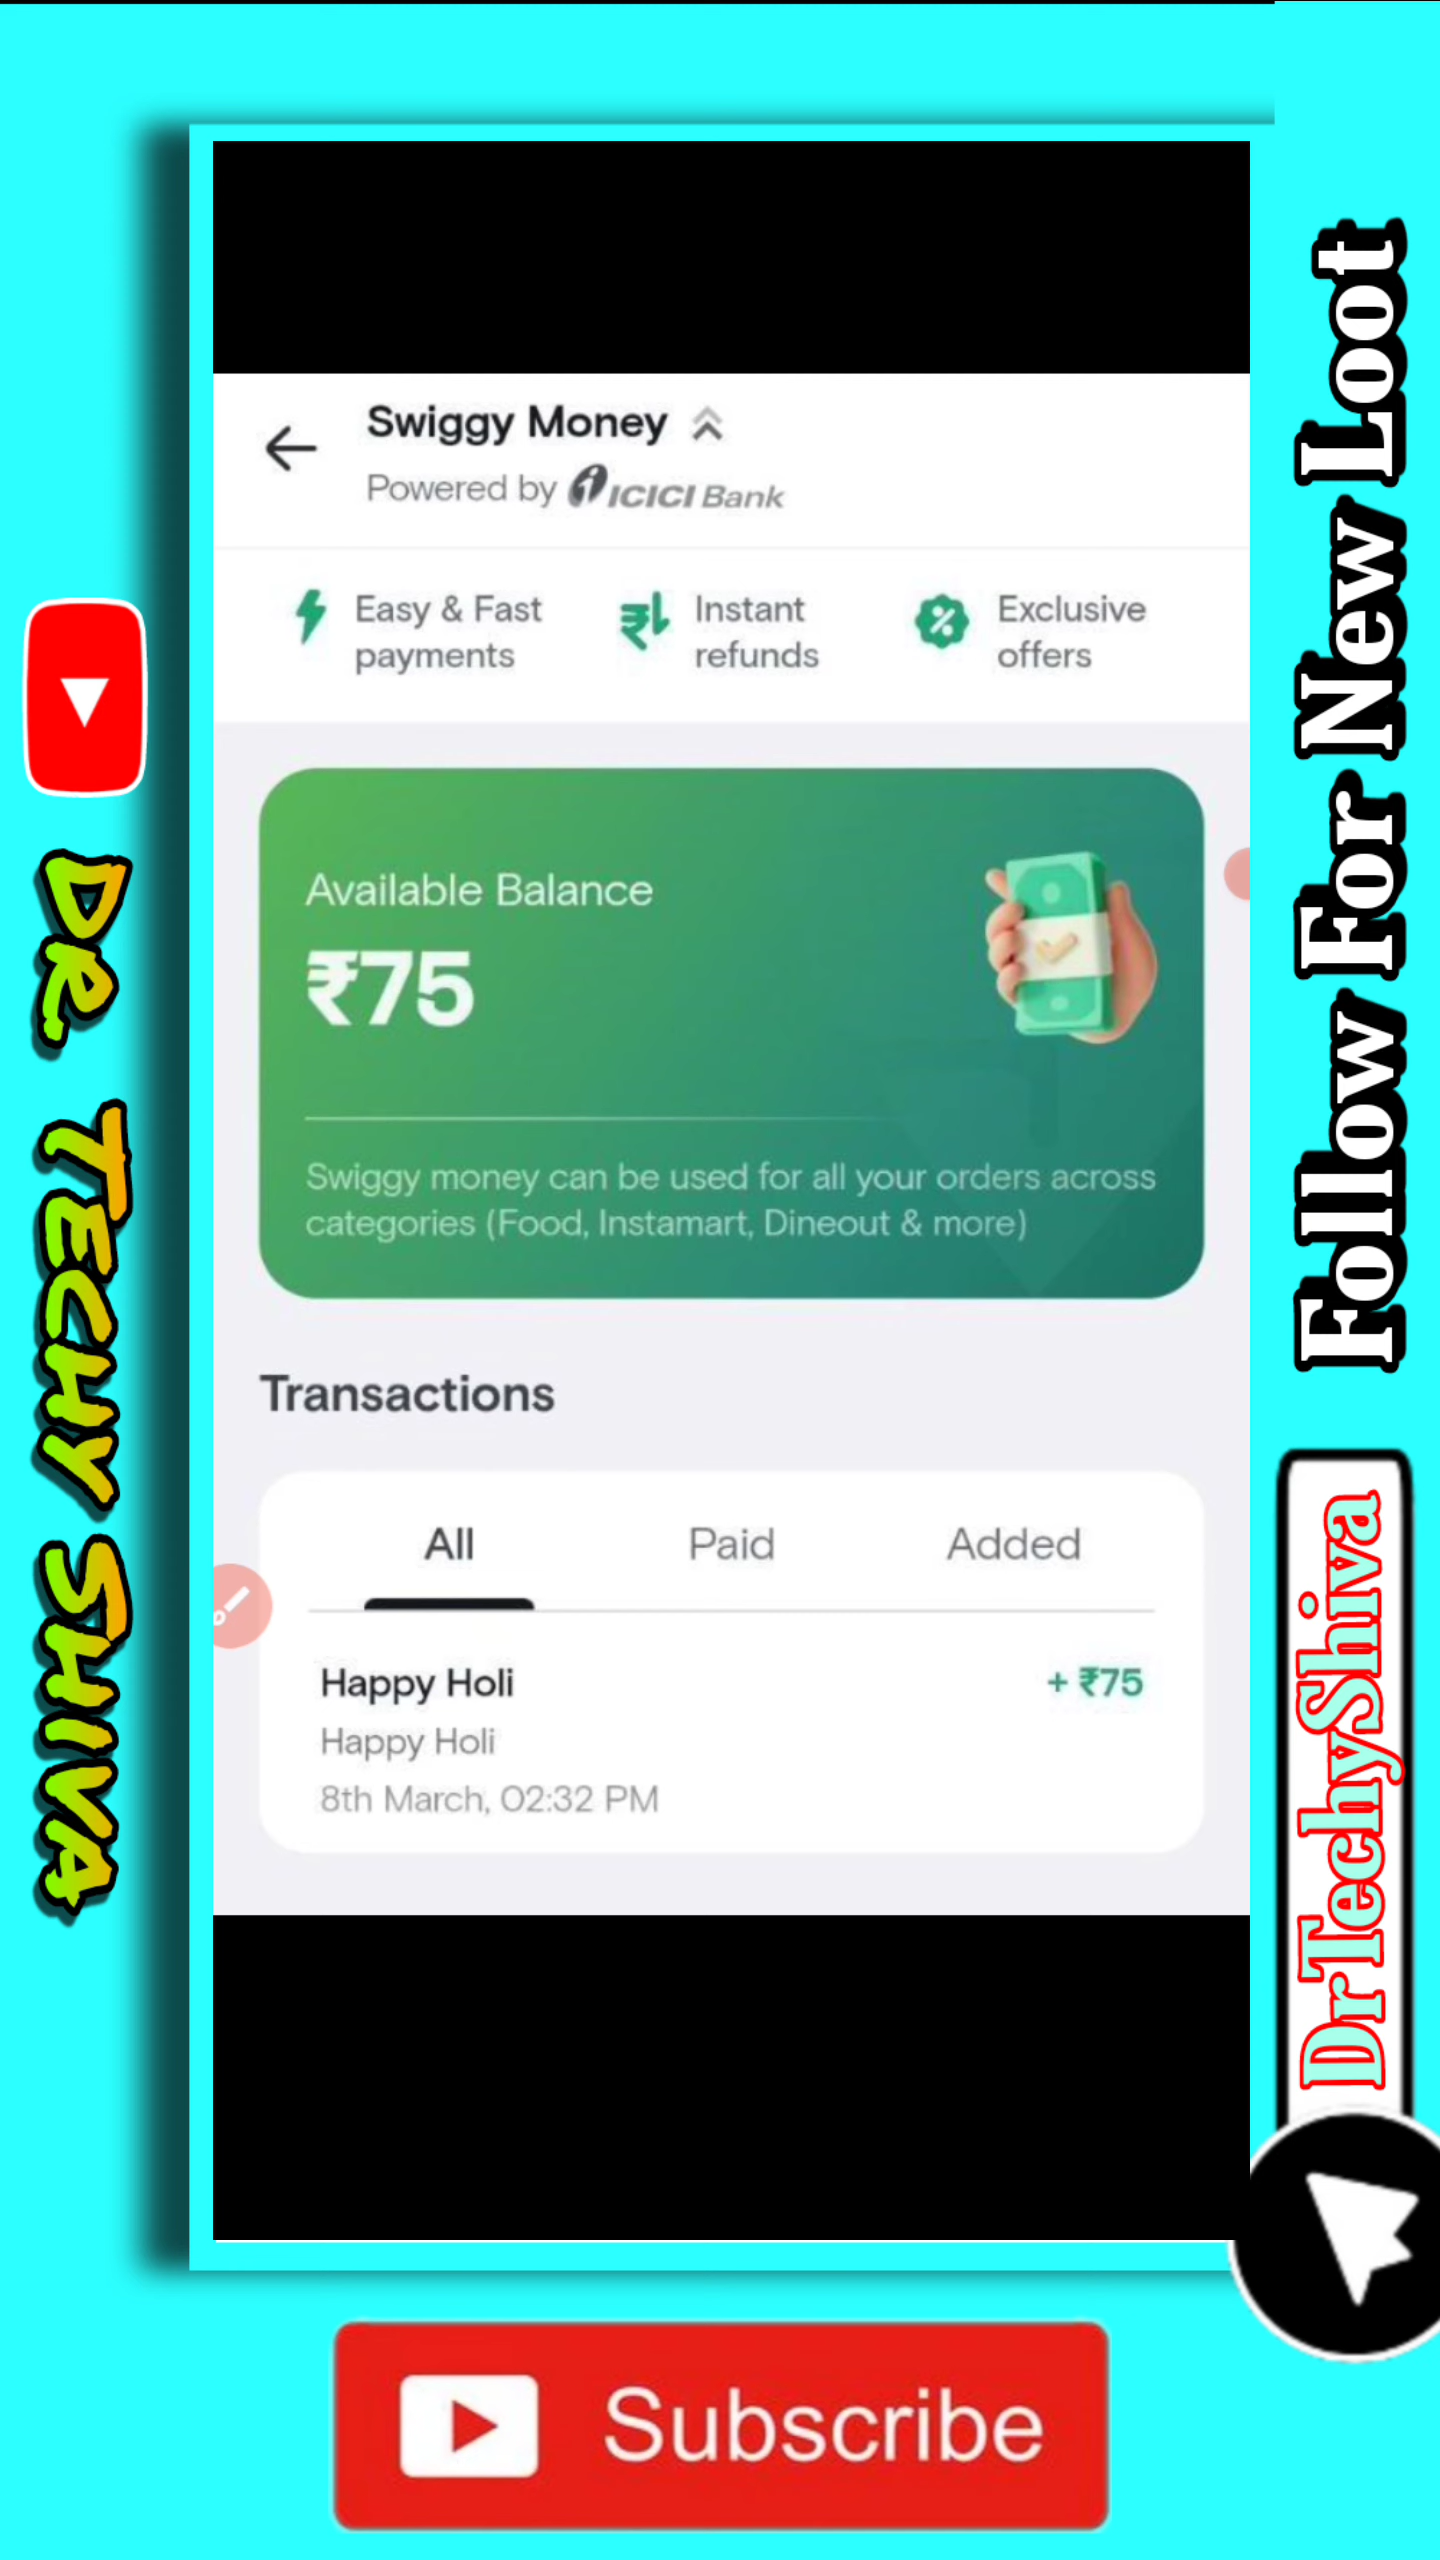 Swiggy Money
Powered by ICICI Bank
Easy & Fast
payments
Instant
refunds
Exclusive
offers
Available Balance
₹75
Swiggy money can be used for all your orders across
categories (Food, Instamart, Dineout & more)
Transactions
All
Paid
Added
Happy Holi
+ ₹75
Happy Holi
8th March, 02:32 PM
DR. TECHY SHIVA
Follow For New Loot
DrTechyShiva
Subscribe